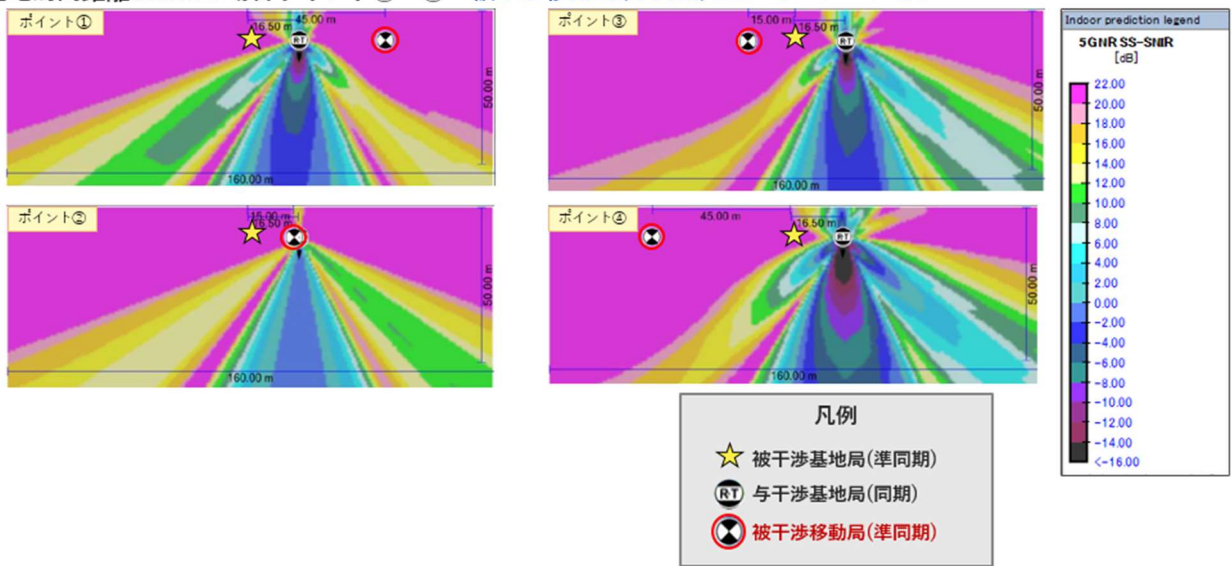 ポイント①
45.00 m
16.50 m
R·T
50.00 m
160.00 m
ポイント③
15.00 m
16.50 m
R·T
50.00 m
160.00 m
ポイント②
15.00 m
16.50 m
50.00 m
160.00 m
ポイント④
45.00 m
16.50 m
R·T
50.00 m
160.00 m
Indoor prediction legend
5GNR SS-SNIR
[dB]
22.00
20.00
18.00
16.00
14.00
12.00
10.00
8.00
6.00
4.00
2.00
0.00
-2.00
-6.00
-8.00
-10.00
-12.00
-14.00
<-16.00
凡例
被干渉基地局(準同期)
R·T 与干渉基地局(同期)
被干渉移動局(準同期)